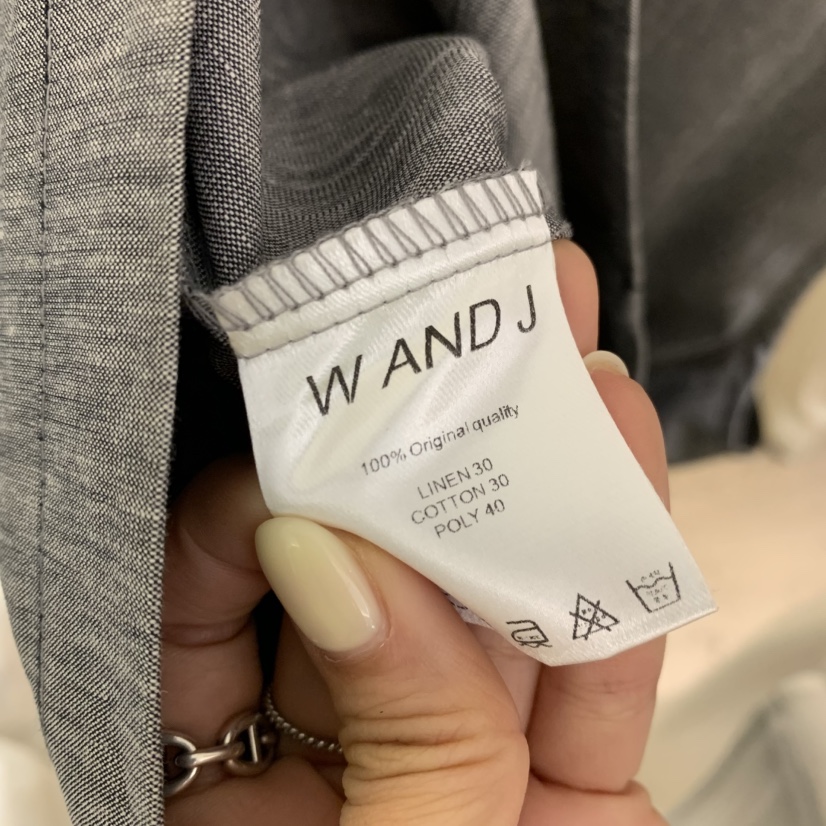 W AND J
100% Original quality
LINEN 30
COTTON 30
POLY 40